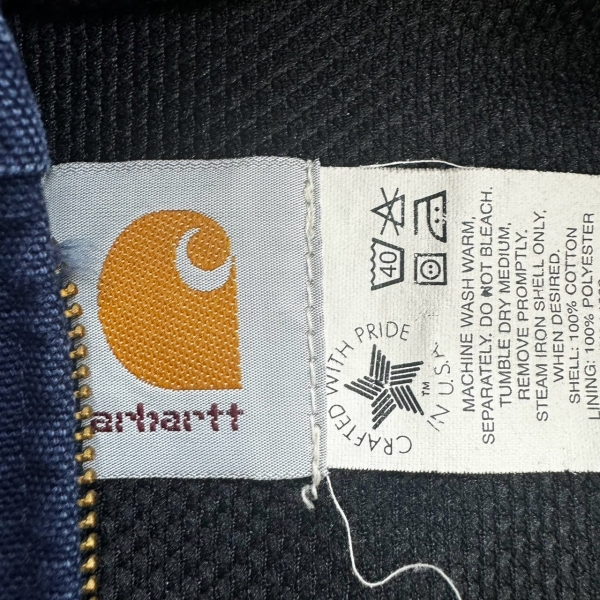 arhartt
40
CRAFTED WITH PRIDE
IN U.S.A.
TM
MACHINE WASH WARM,
SEPARATELY. DO NOT BLEACH.
TUMBLE DRY MEDIUM,
REMOVE PROMPTLY.
STEAM IRON SHELL ONLY,
WHEN DESIRED.
SHELL: 100% COTTON
LINING: 100% POLYESTER